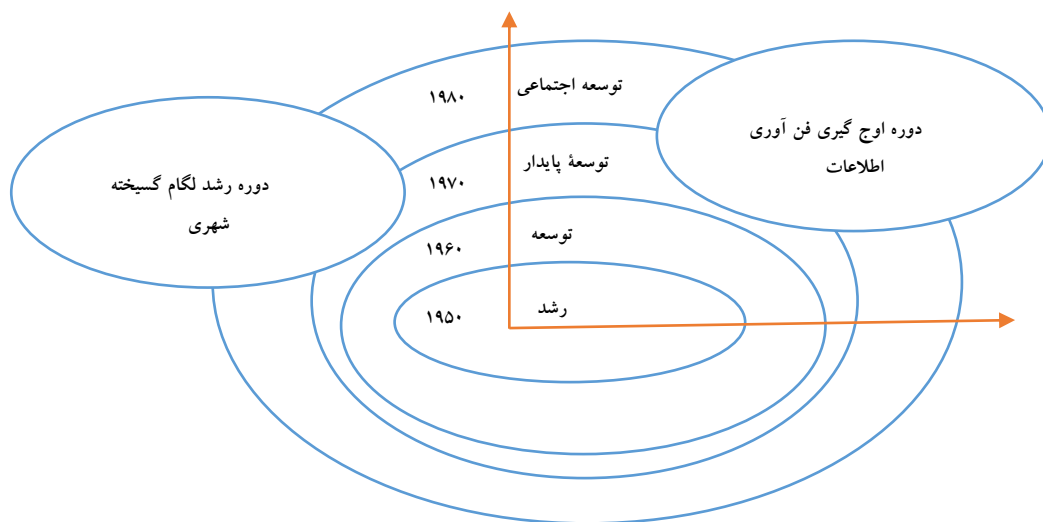 توسعه اجتماعی
۱۹۸۰
دوره اوج گیری فن آوری
اطلاعات
توسعۀ پایدار
۱۹۷۰
دوره رشد لگام گسیخته
شهری
توسعه
۱۹۶۰
رشد
۱۹۵۰